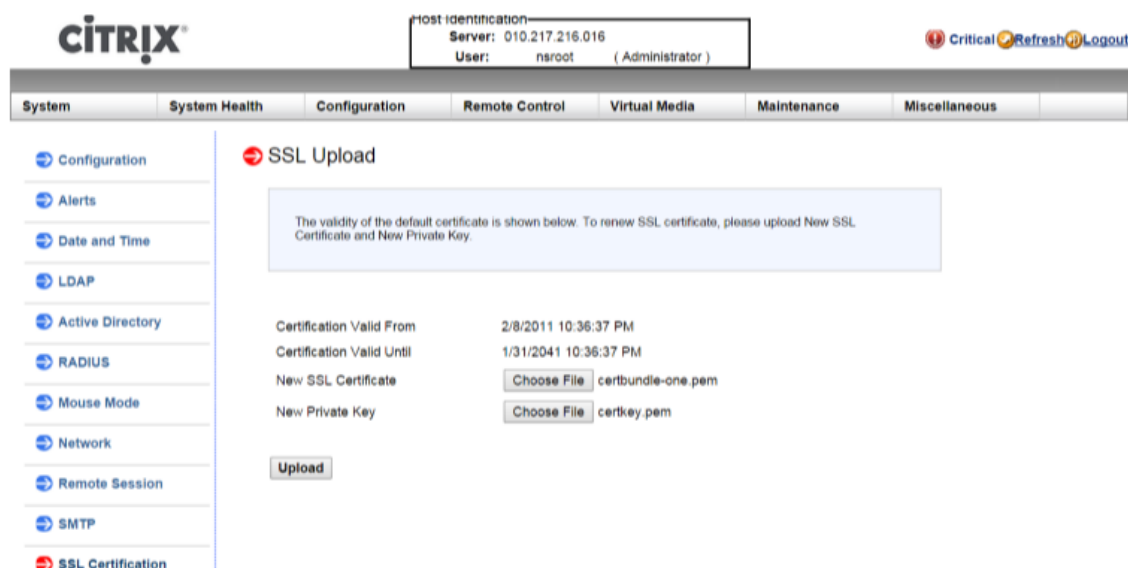 CITRIX
Host Identification
Server: 010.217.216.016
User: nsroot ( Administrator )
Critical Refresh Logout
System System Health Configuration Remote Control Virtual Media Maintenance Miscellaneous
Configuration
Alerts
Date and Time
LDAP
Active Directory
RADIUS
Mouse Mode
Network
Remote Session
SMTP
SSL Certification
SSL Upload
The validity of the default certificate is shown below. To renew SSL certificate, please upload New SSL
Certificate and New Private Key.
Certification Valid From 2/8/2011 10:36:37 PM
Certification Valid Until 1/31/2041 10:36:37 PM
New SSL Certificate Choose File certbundle-one.pem
New Private Key Choose File certkey.pem
Upload